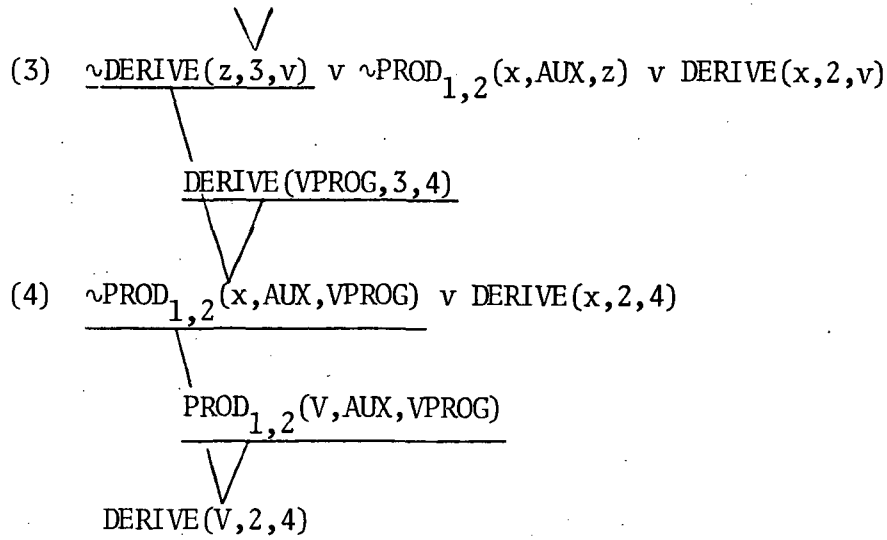 (3) ~DERIVE(z,3,v) v ~PROD1,2(x,AUX,z) v DERIVE(x,2,v)
DERIVE(VPROG,3,4)
(4) ~PROD1,2(x,AUX,VPROG) v DERIVE(x,2,4)
PROD1,2(V,AUX,VPROG)
DERIVE(V,2,4)